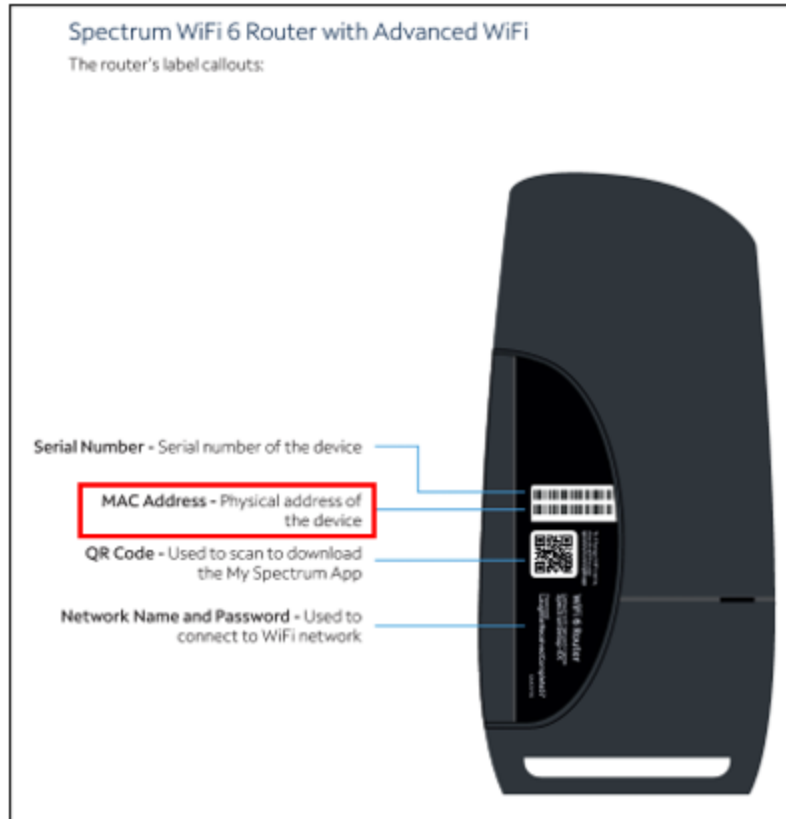 Spectrum WiFi 6 Router with Advanced WiFi
The router's label callouts:
Serial Number - Serial number of the device
MAC Address - Physical address of
the device
QR Code - Used to scan to download
the My Spectrum App
Network Name and Password - Used to
connect to WiFi network
WiFi 6 Router